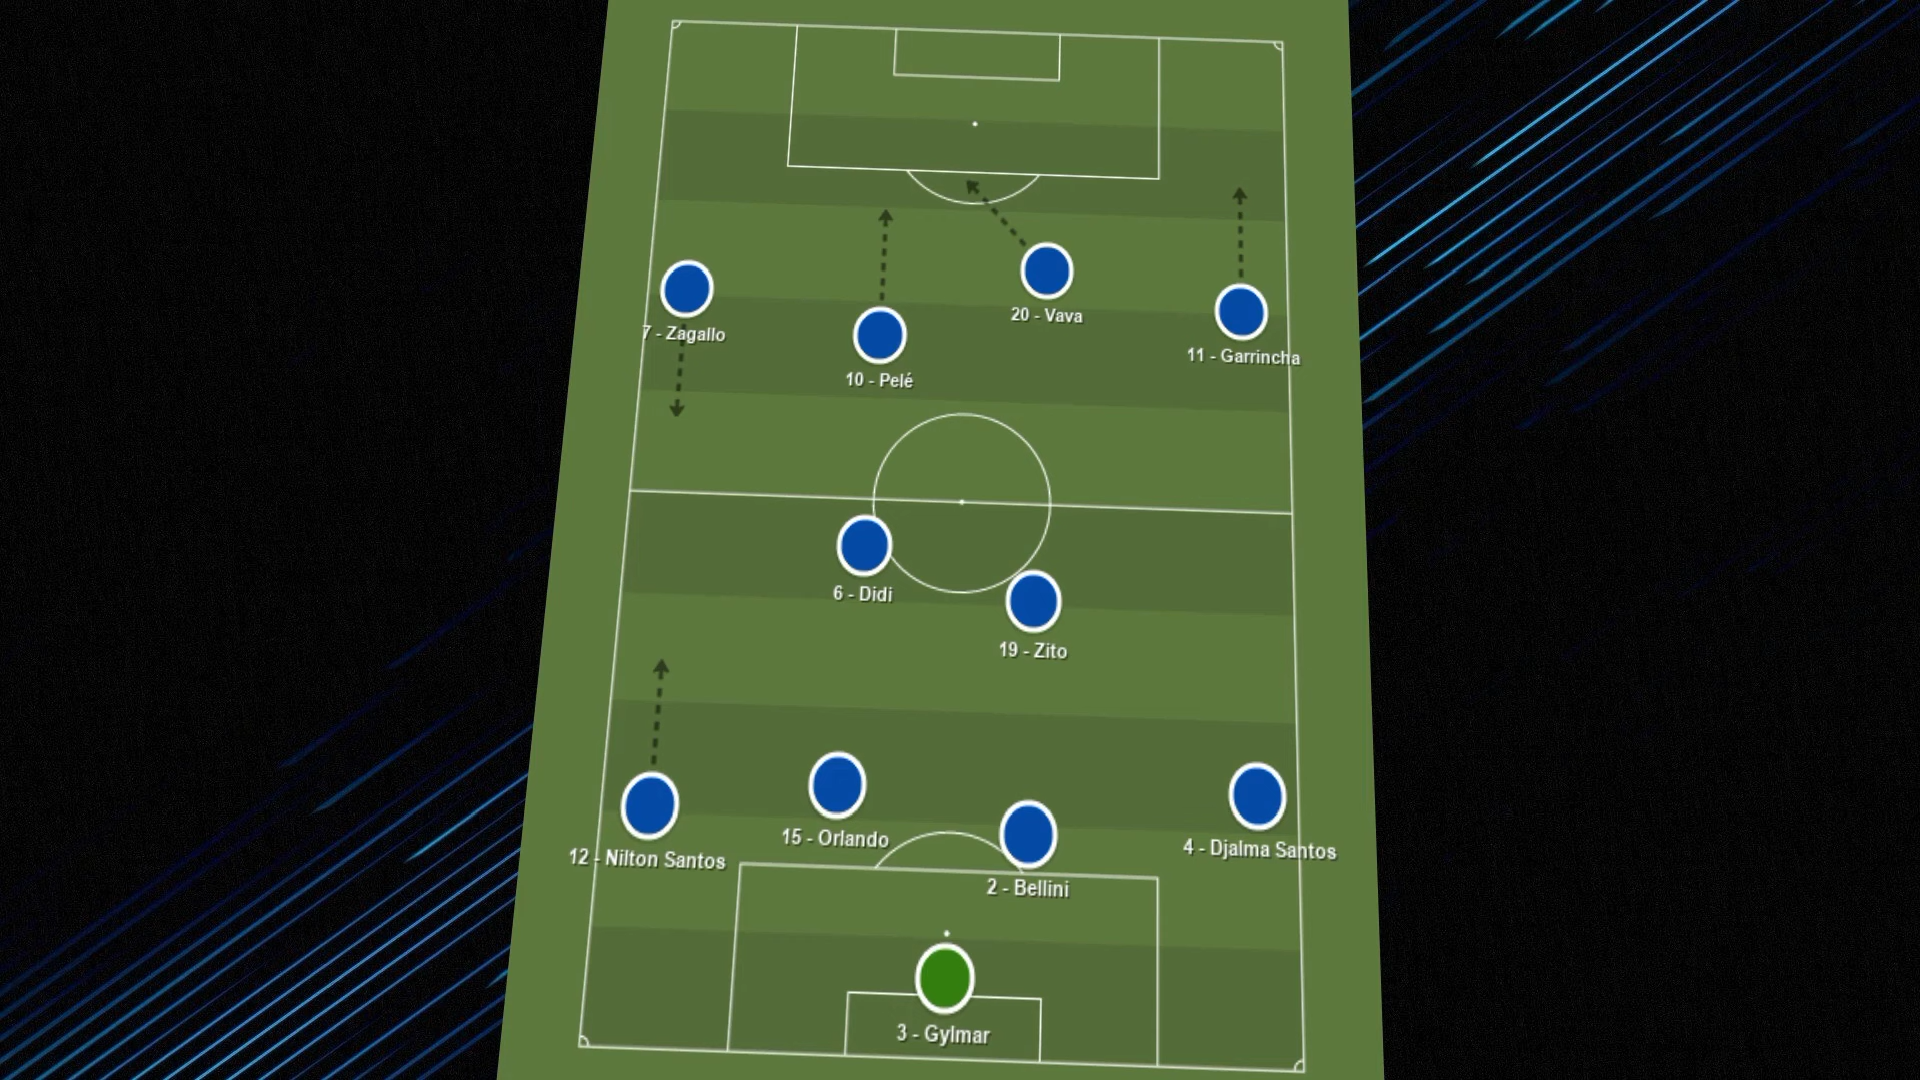 7 - Zagallo
10 - Pelé
20 - Vava
11 - Garrincha
6 - Didi
19 - Zito
12 - Nilton Santos
15 - Orlando
2 - Bellini
4 - Djalma Santos
3 - Gylmar